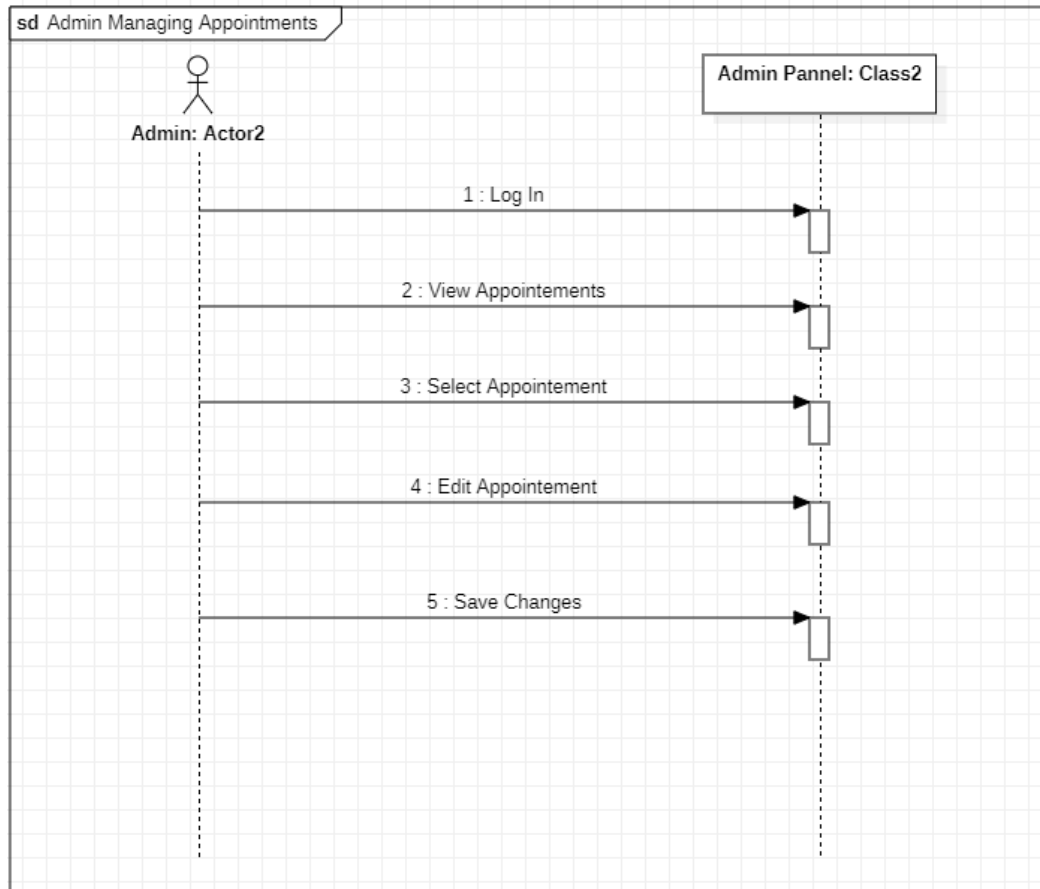 sd Admin Managing Appointments
Admin: Actor2
Admin Pannel: Class2
1 : Log In
2 : View Appointements
3 : Select Appointement
4 : Edit Appointement
5 : Save Changes